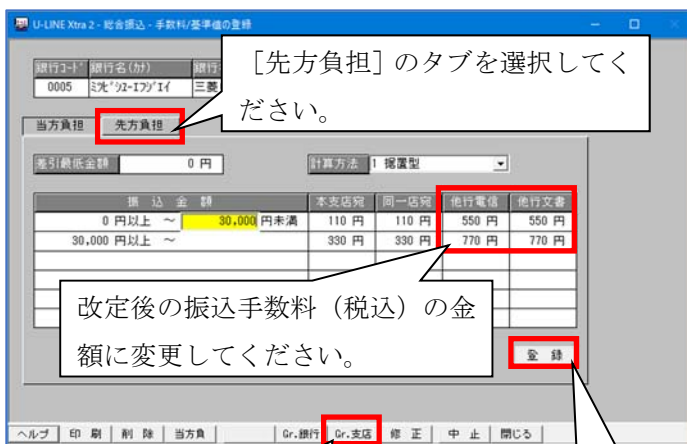 U-LINE Xtra 2 - 総合振込 - 手数料/基準値の登録
銀行ｺｰﾄﾞ 銀行名(ｶﾅ) 銀行
0005 ﾐﾂﾋﾞｼﾕｰｴﾌｼﾞｴｲ 三菱
［先方負担］のタブを選択してく
ださい。
当方負担 先方負担
差引最低金額 0 円 計算方法 1 据置型
振 込 金 額 本支店宛 同一店宛 他行電信 他行文書
0 円以上 ～ 30,000 円未満 110 円 110 円 550 円 550 円
30,000 円以上 ～ 330 円 330 円 770 円 770 円
改定後の振込手数料（税込）の金
額に変更してください。
登 録
ヘルプ 印 刷 削 除 当方負 Gr.銀行 Gr.支店 修 正 中 止 閉じる